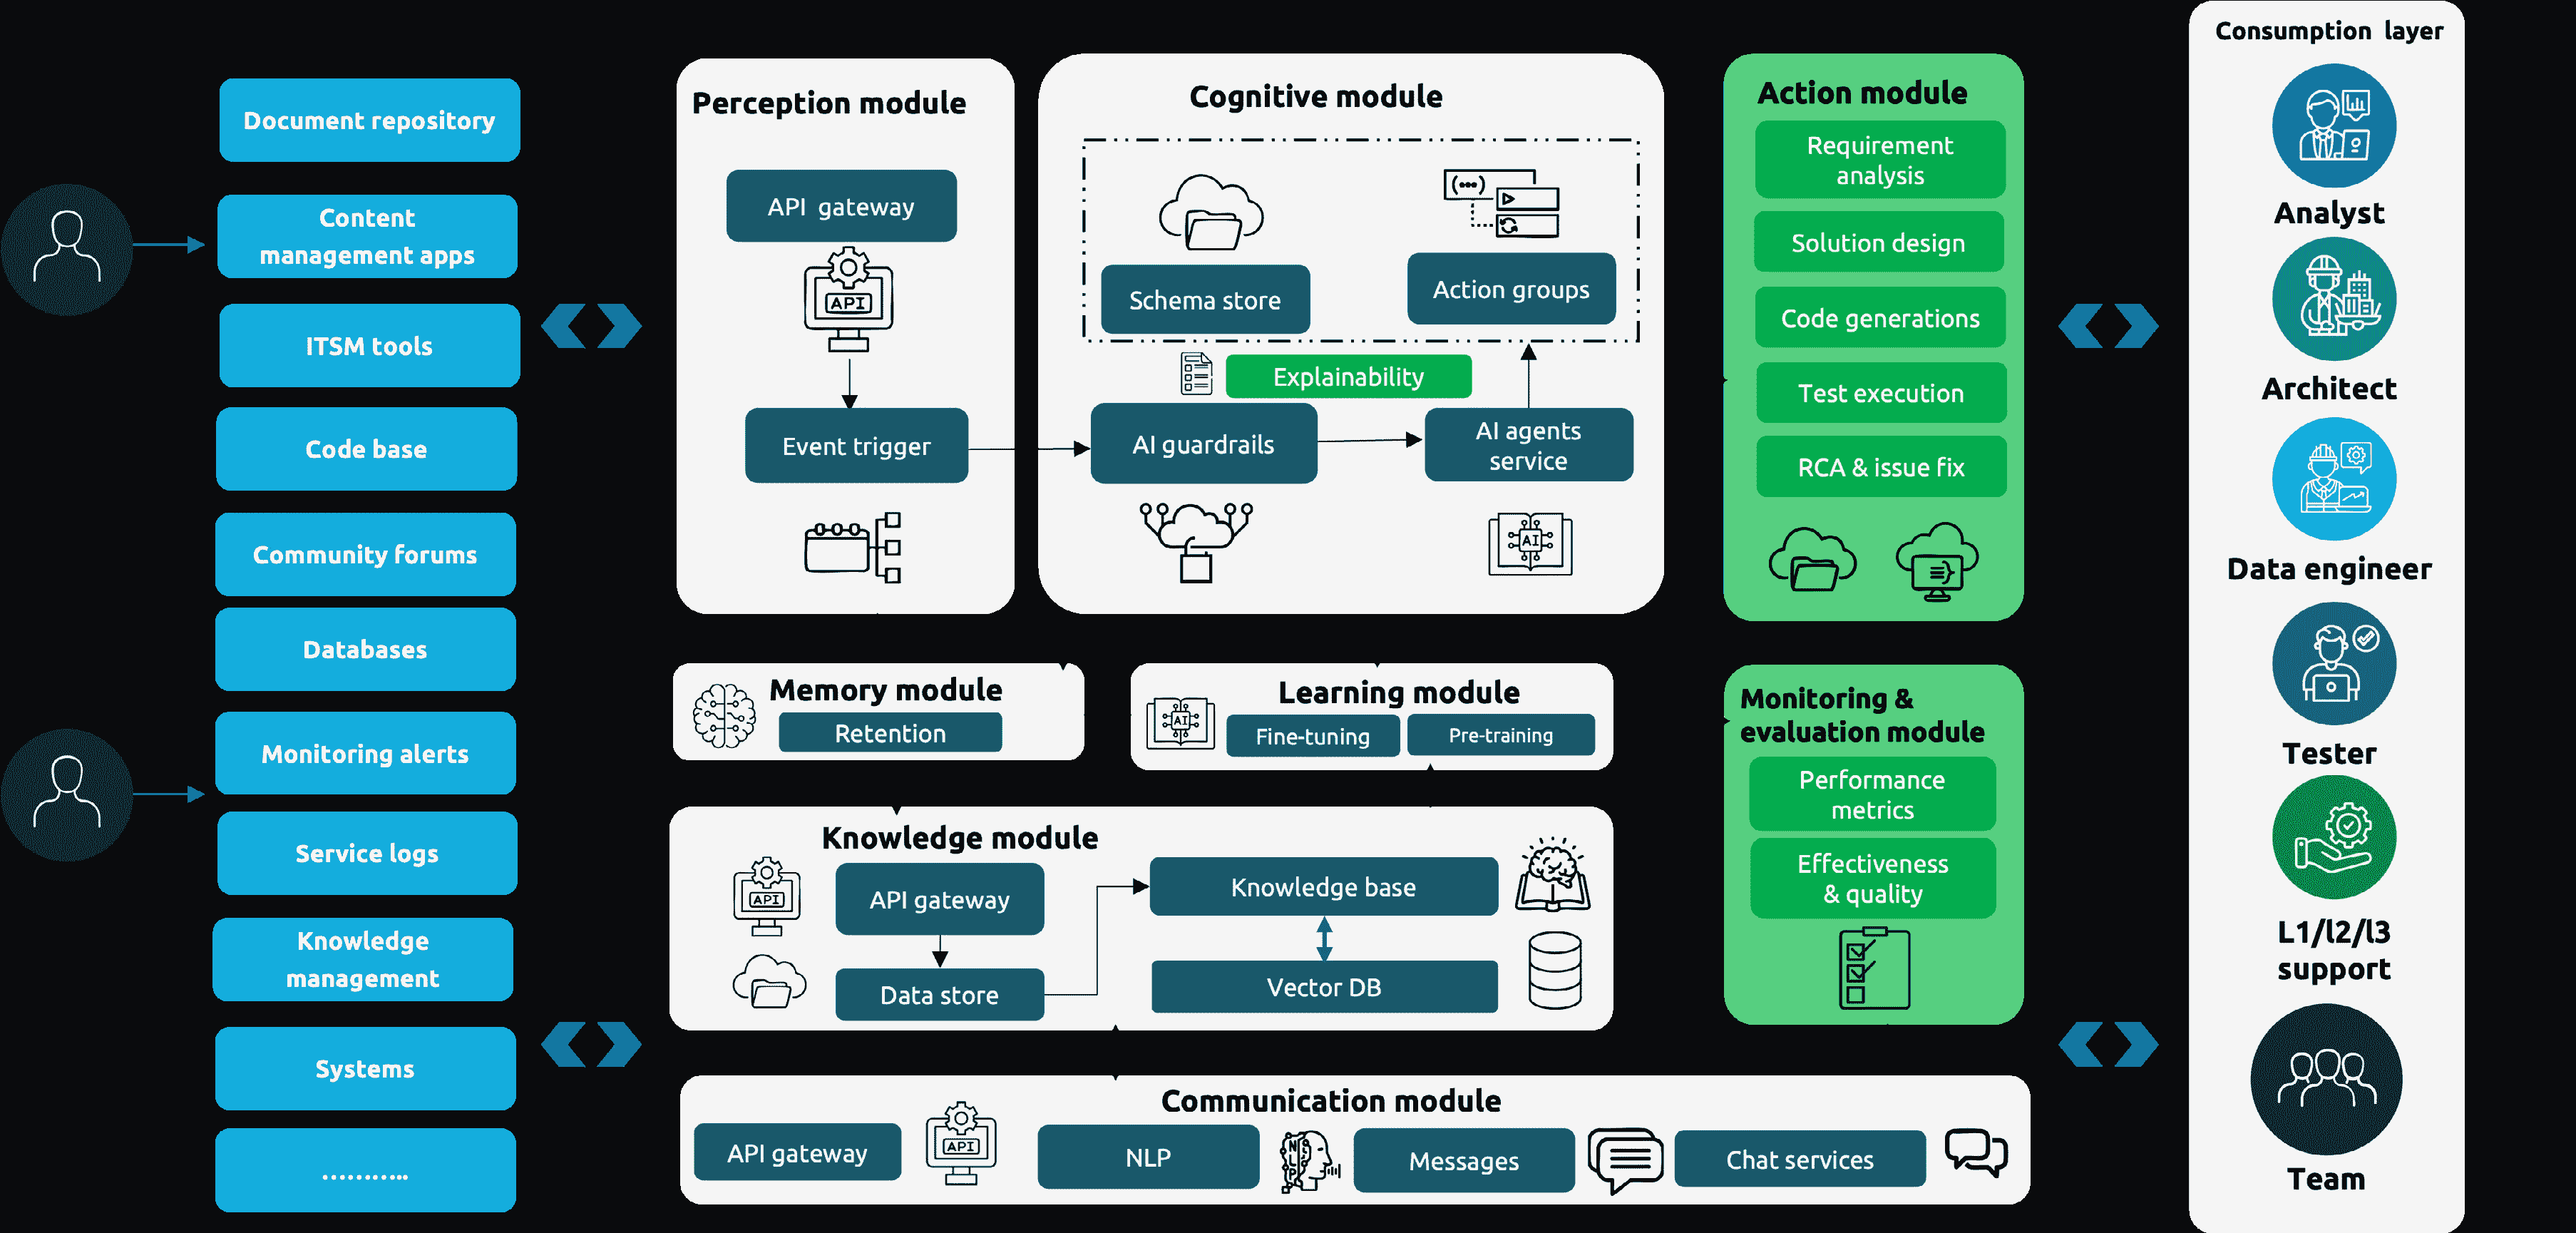 Document repository
Content
management apps
ITSM tools
Code base
Community forums
Databases
Monitoring alerts
Service logs
Knowledge
management
Systems
...........
Perception module
API gateway
API
Event trigger
Cognitive module
Schema store
Action groups
Explainability
AI guardrails
AI agents
service
AI
Action module
Requirement
analysis
Solution design
Code generations
Test execution
RCA & issue fix
Memory module
Retention
Learning module
AI
Fine-tuning
Pre-training
Monitoring &
evaluation module
Performance
metrics
Effectiveness
& quality
Knowledge module
API
API gateway
Data store
Knowledge base
Vector DB
Communication module
API gateway
API
NLP
NLP
Messages
Chat services
Consumption layer
Analyst
Architect
Data engineer
Tester
L1/l2/l3
support
Team